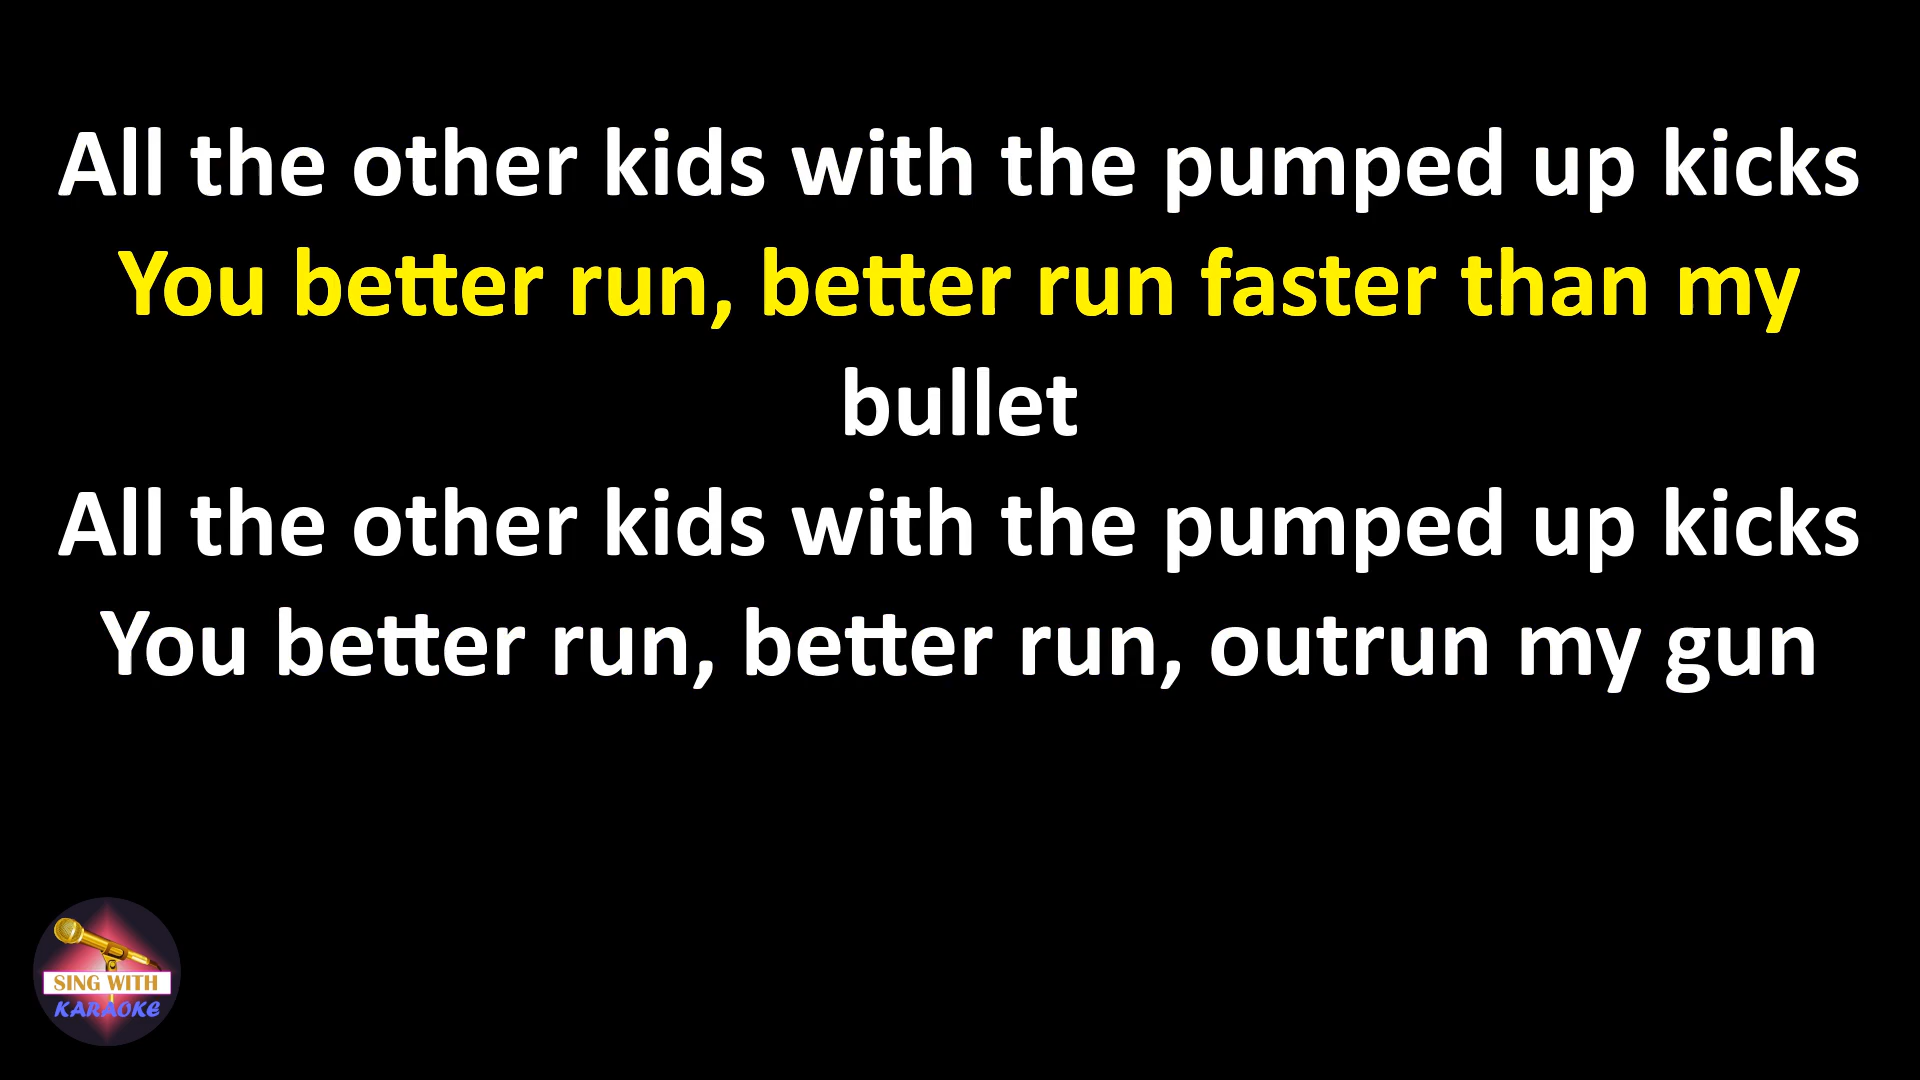 All the other kids with the pumped up kicks
You better run, better run faster than my
bullet
All the other kids with the pumped up kicks
You better run, better run, outrun my gun
SING WITH
KARAOKE